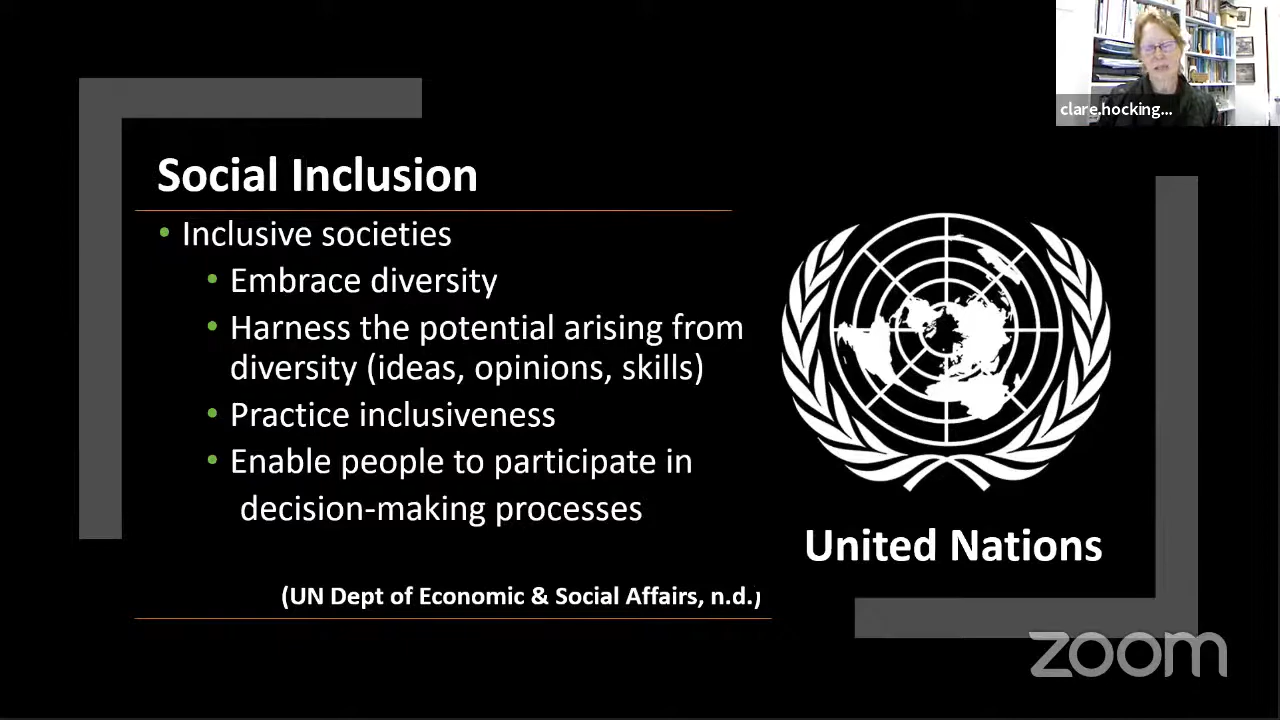 clare.hocking...
Social Inclusion
• Inclusive societies
• Embrace diversity
• Harness the potential arising from
diversity (ideas, opinions, skills)
• Practice inclusiveness
• Enable people to participate in
decision-making processes
United Nations
(UN Dept of Economic & Social Affairs, n.d.)
zoom